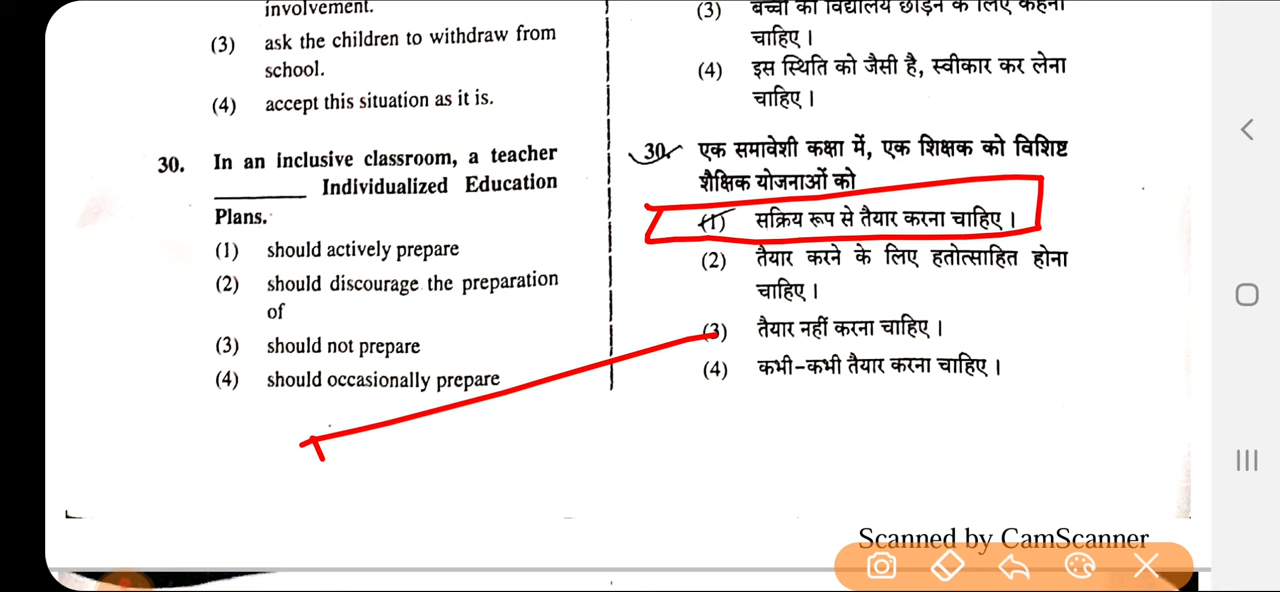 involvement.
(3) ask the children to withdraw from
school.
(4) accept this situation as it is.
30. In an inclusive classroom, a teacher
________ Individualized Education
Plans.
(1) should actively prepare
(2) should discourage the preparation
of
(3) should not prepare
(4) should occasionally prepare
(3) बच्चों को विद्यालय छोड़ने के लिए कहना
चाहिए।
(4) इस स्थिति को जैसी है, स्वीकार कर लेना
चाहिए।
30. एक समावेशी कक्षा में, एक शिक्षक को विशिष्ट
शैक्षिक योजनाओं को
(1) सक्रिय रूप से तैयार करना चाहिए।
(2) तैयार करने के लिए हतोत्साहित होना
चाहिए।
(3) तैयार नहीं करना चाहिए।
(4) कभी-कभी तैयार करना चाहिए।
Scanned by CamScanner